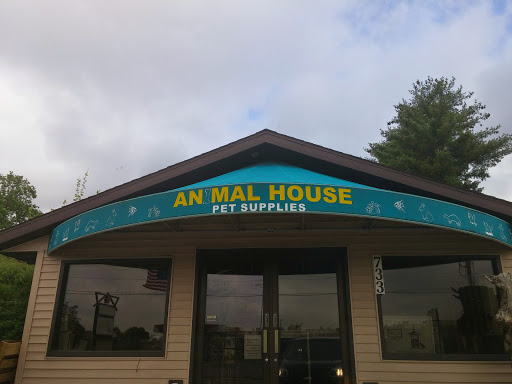 ANIMAL HOUSE
PET SUPPLIES
733